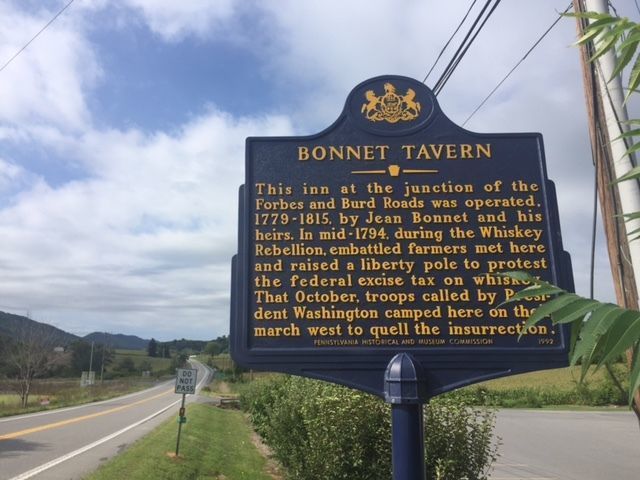 BONNET TAVERN
This inn at the junction of the
Forbes and Burd Roads was operated,
1779-1815, by Jean Bonnet and his
heirs. In mid-1794, during the Whiskey
Rebellion, embattled farmers met here
and raised a liberty pole to protest
the federal excise tax on whiskey.
That October, troops called by Presi-
dent Washington camped here on the
march west to quell the insurrection.
PENNSYLVANIA HISTORICAL AND MUSEUM COMMISSION 1992
DO
NOT
PASS